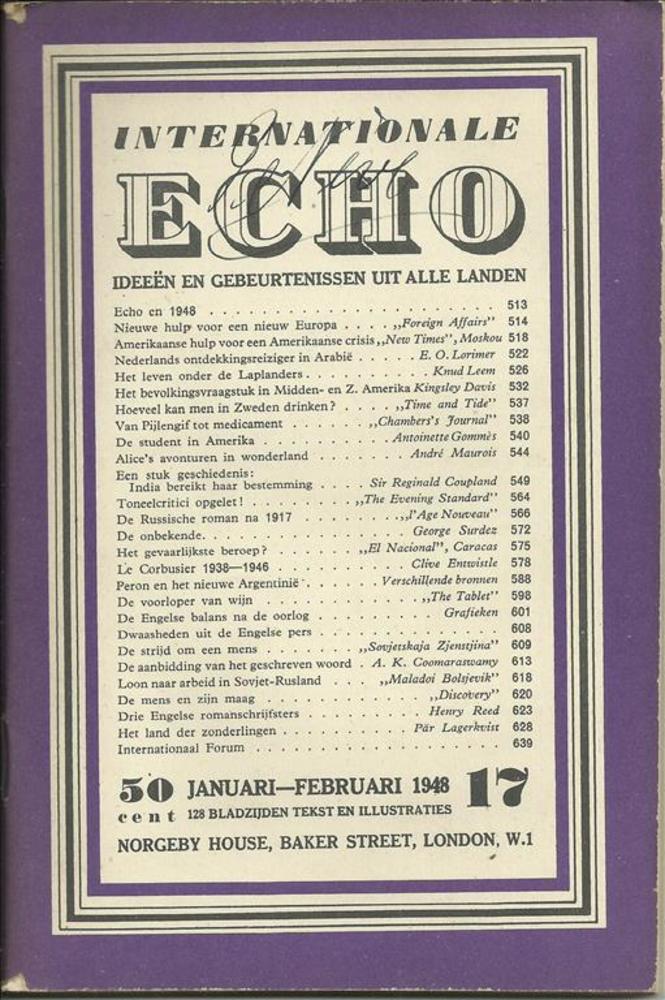 INTERNATIONALE
ECHO
IDEEËN EN GEBEURTENISSEN UIT ALLE LANDEN
Echo en 1948 . . . . . . . . . . . . . . . . . . . . . . . 513
Nieuwe hulp voor een nieuw Europa . . . . „Foreign Affairs” 514
Amerikaanse hulp voor een Amerikaanse crisis „New Times”, Moskou 518
Nederlands ontdekkingsreiziger in Arabië . . . . . E. O. Lorimer 522
Het leven onder de Laplanders . . . . . . . . . . Knud Leem 526
Het bevolkingsvraagstuk in Midden- en Z. Amerika Kingsley Davis 532
Hoeveel kan men in Zweden drinken? . . . . „Time and Tide” 537
Van Pijlengif tot medicament . . . . . . „Chambers's Journal” 538
De student in Amerika . . . . . . . . . . Antoinette Gommès 540
Alice's avonturen in wonderland . . . . . . . . André Maurois 544
Een stuk geschiedenis:
India bereikt haar bestemming . . . . Sir Reginald Coupland 549
Toneelcritici opgelet! . . . . . . . . „The Evening Standard” 564
De Russische roman na 1917 . . . . . . . „l'Age Nouveau” 566
De onbekende. . . . . . . . . . . . . . . George Surdez 572
Het gevaarlijkste beroep? . . . . . . „El Nacional”, Caracas 575
Le Corbusier 1938—1946 . . . . . . . . . . Clive Entwistle 578
Peron en het nieuwe Argentinië . . . . . . Verschillende bronnen 588
De voorloper van wijn . . . . . . . . . . . „The Tablet” 598
De Engelse balans na de oorlog . . . . . . . . . Grafieken 601
Dwaasheden uit de Engelse pers . . . . . . . . . . . . . . 608
De strijd om een mens . . . . . . . „Sovjetskaja Zjenstjina” 609
De aanbidding van het geschreven woord . A. K. Coomaraswamy 613
Loon naar arbeid in Sovjet-Rusland . . . „Maladoi Bolsjevik” 618
De mens en zijn maag . . . . . . . . . . . . „Discovery” 620
Drie Engelse romanschrijfsters . . . . . . . . . Henry Reed 623
Het land der zonderlingen . . . . . . . . . . Pär Lagerkvist 628
Internationaal Forum . . . . . . . . . . . . . . . . . . . 639
50 JANUARI—FEBRUARI 1948 17
cent 128 BLADZIJDEN TEKST EN ILLUSTRATIES
NORGEBY HOUSE, BAKER STREET, LONDON, W.1